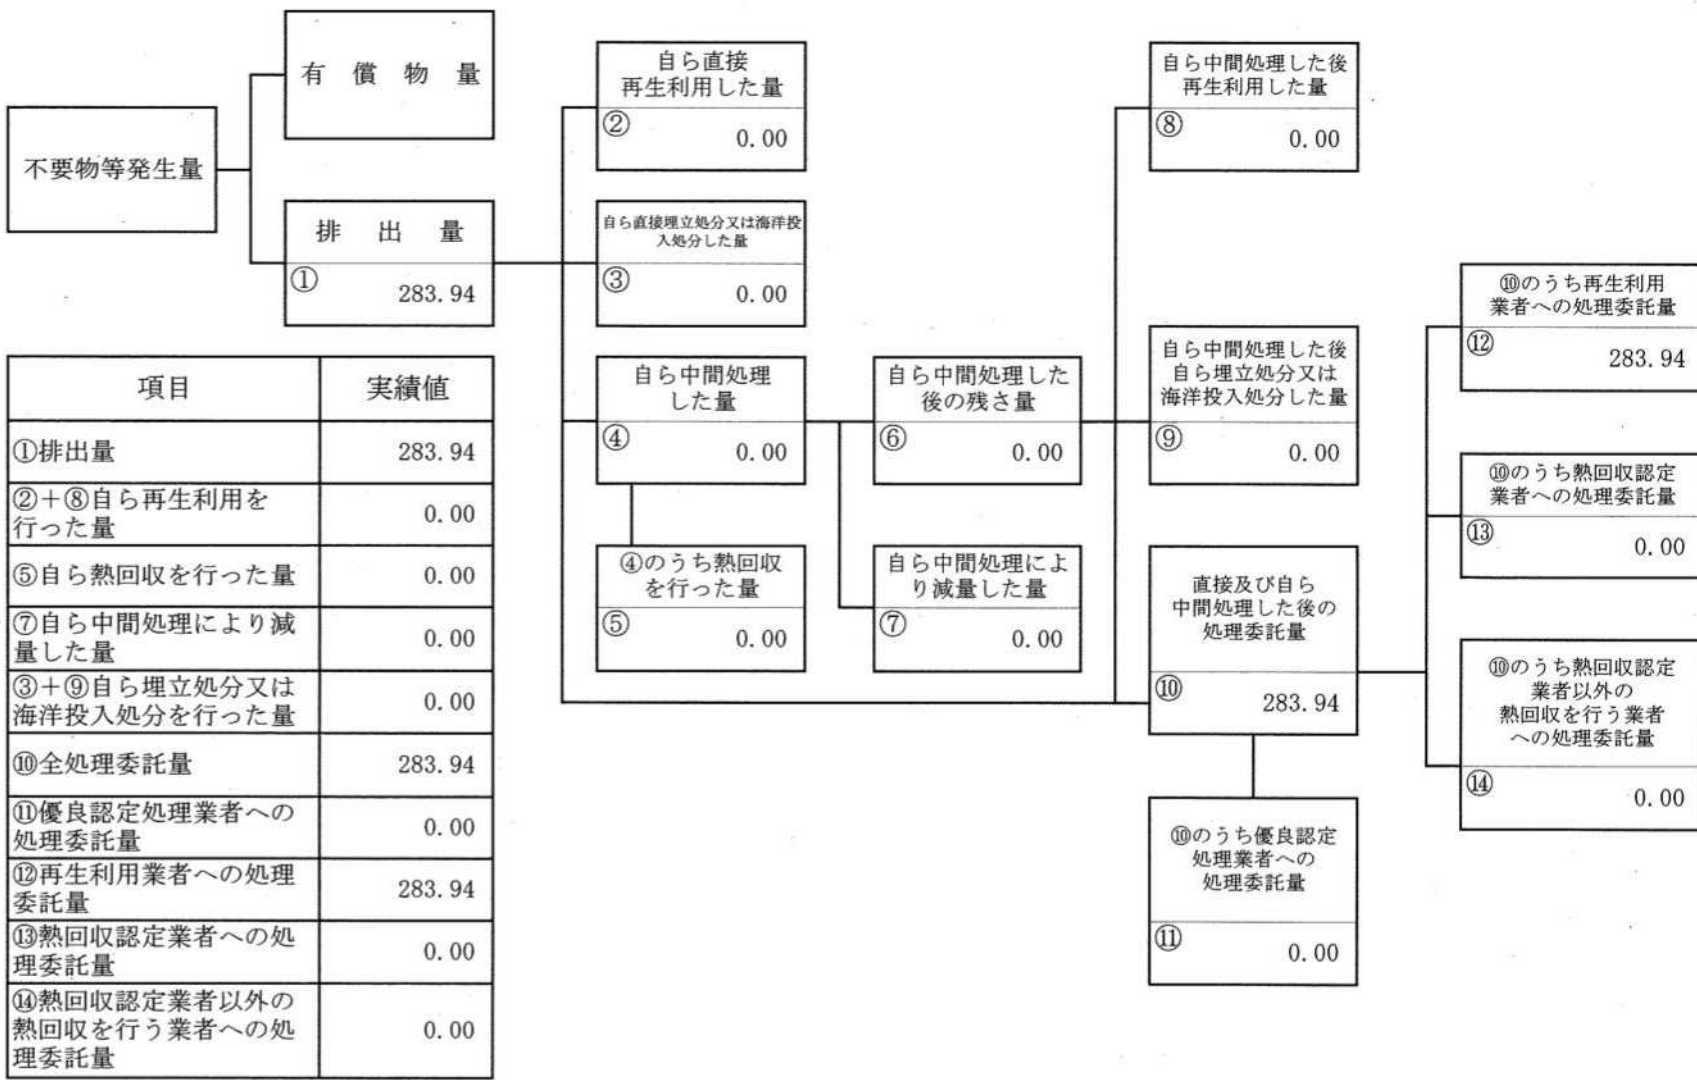 不要物等発生量
有償物量
排出量
①
283.94
自ら直接
再生利用した量
②
0.00
自ら直接埋立処分又は海洋投
入処分した量
③
0.00
自ら中間処理
した量
④
0.00
④のうち熱回収
を行った量
⑤
0.00
自ら中間処理した
後の残さ量
⑥
0.00
自ら中間処理によ
り減量した量
⑦
0.00
自ら中間処理した後
再生利用した量
⑧
0.00
自ら中間処理した後
自ら埋立処分又は
海洋投入処分した量
⑨
0.00
直接及び自ら
中間処理した後の
処理委託量
⑩
283.94
⑩のうち優良認定
処理業者への
処理委託量
⑪
0.00
⑩のうち再生利用
業者への処理委託量
⑫
283.94
⑩のうち熱回収認定
業者への処理委託量
⑬
0.00
⑩のうち熱回収認定
業者以外の
熱回収を行う業者
への処理委託量
⑭
0.00
項目 実績値
①排出量 283.94
②+⑧自ら再生利用を
行った量 0.00
⑤自ら熱回収を行った量 0.00
⑦自ら中間処理により減
量した量 0.00
③+⑨自ら埋立処分又は
海洋投入処分を行った量 0.00
⑩全処理委託量 283.94
⑪優良認定処理業者への
処理委託量 0.00
⑫再生利用業者への処理
委託量 283.94
⑬熱回収認定業者への処
理委託量 0.00
⑭熱回収認定業者以外の
熱回収を行う業者への処
理委託量 0.00